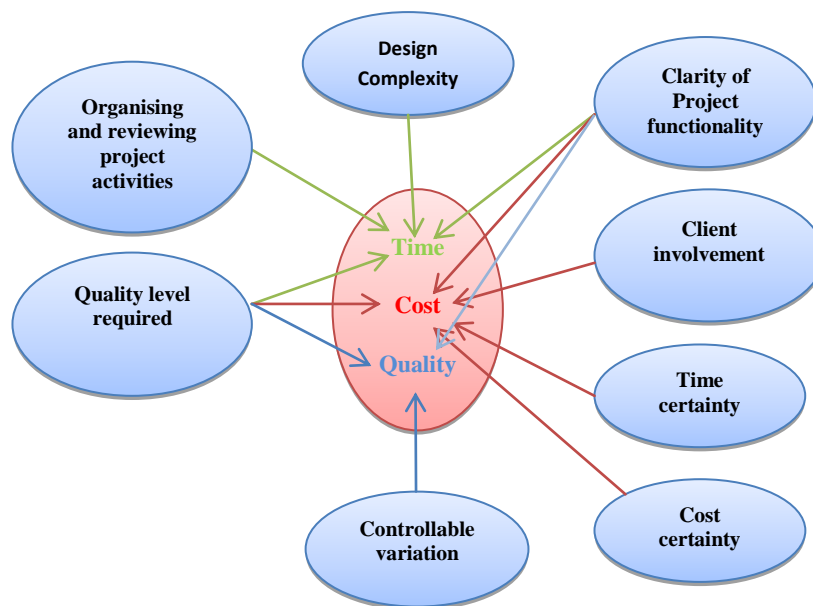 Design
Complexity
Clarity of
Project
functionality
Organising
and reviewing
project
activities
Time
Client
involvement
Quality level
required
Cost
Quality
Time
certainty
Controllable
variation
Cost
certainty